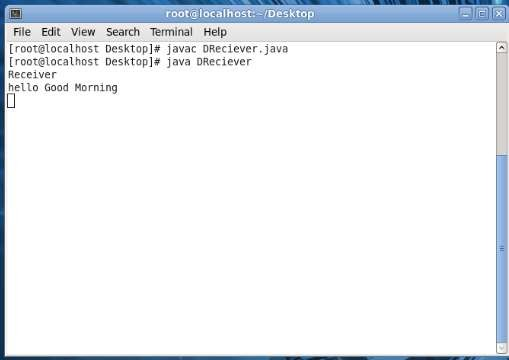 root@localhost:~/Desktop
File Edit View Search Terminal Help
[root@localhost Desktop]# javac DReciever.java
[root@localhost Desktop]# java DReciever
Receiver
hello Good Morning